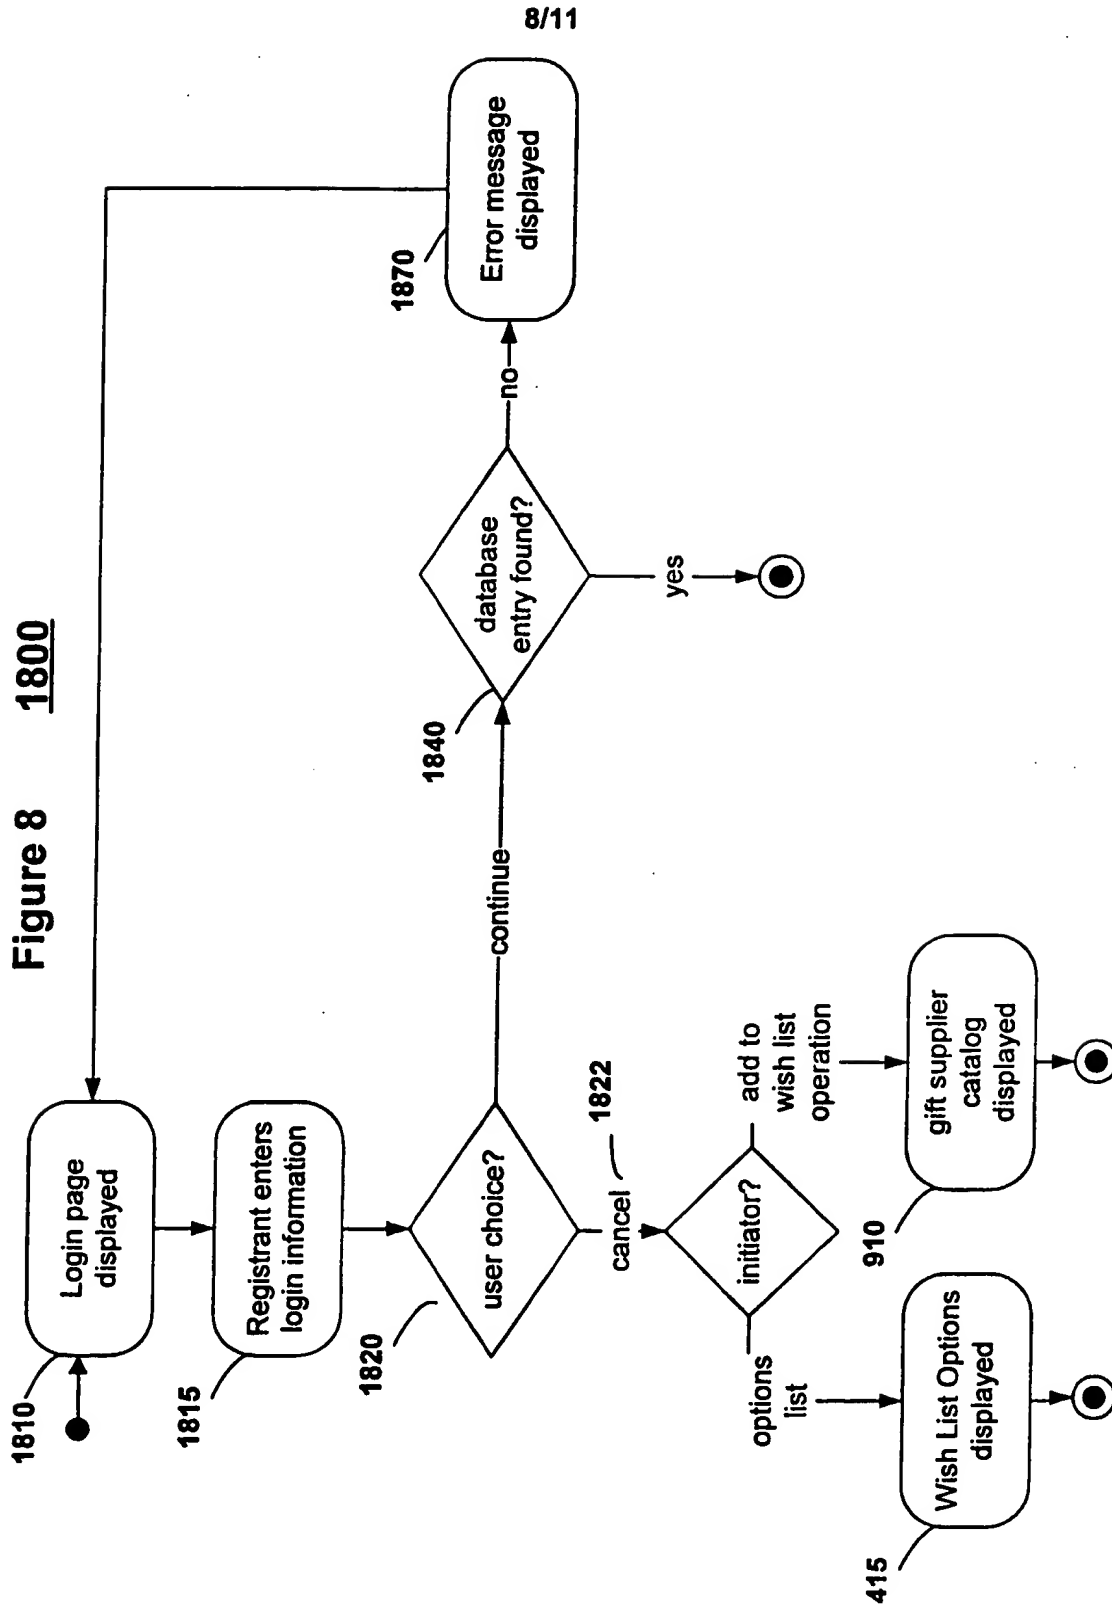 8/11
Figure 8 1800
1810
Login page
displayed
1815
Registrant enters
login information
1820
user choice?
continue
1840
database
entry found?
no
1870
Error message
displayed
yes
cancel
1822
initiator?
options
list
add to
wish list
operation
415
Wish List Options
displayed
910
gift supplier
catalog
displayed